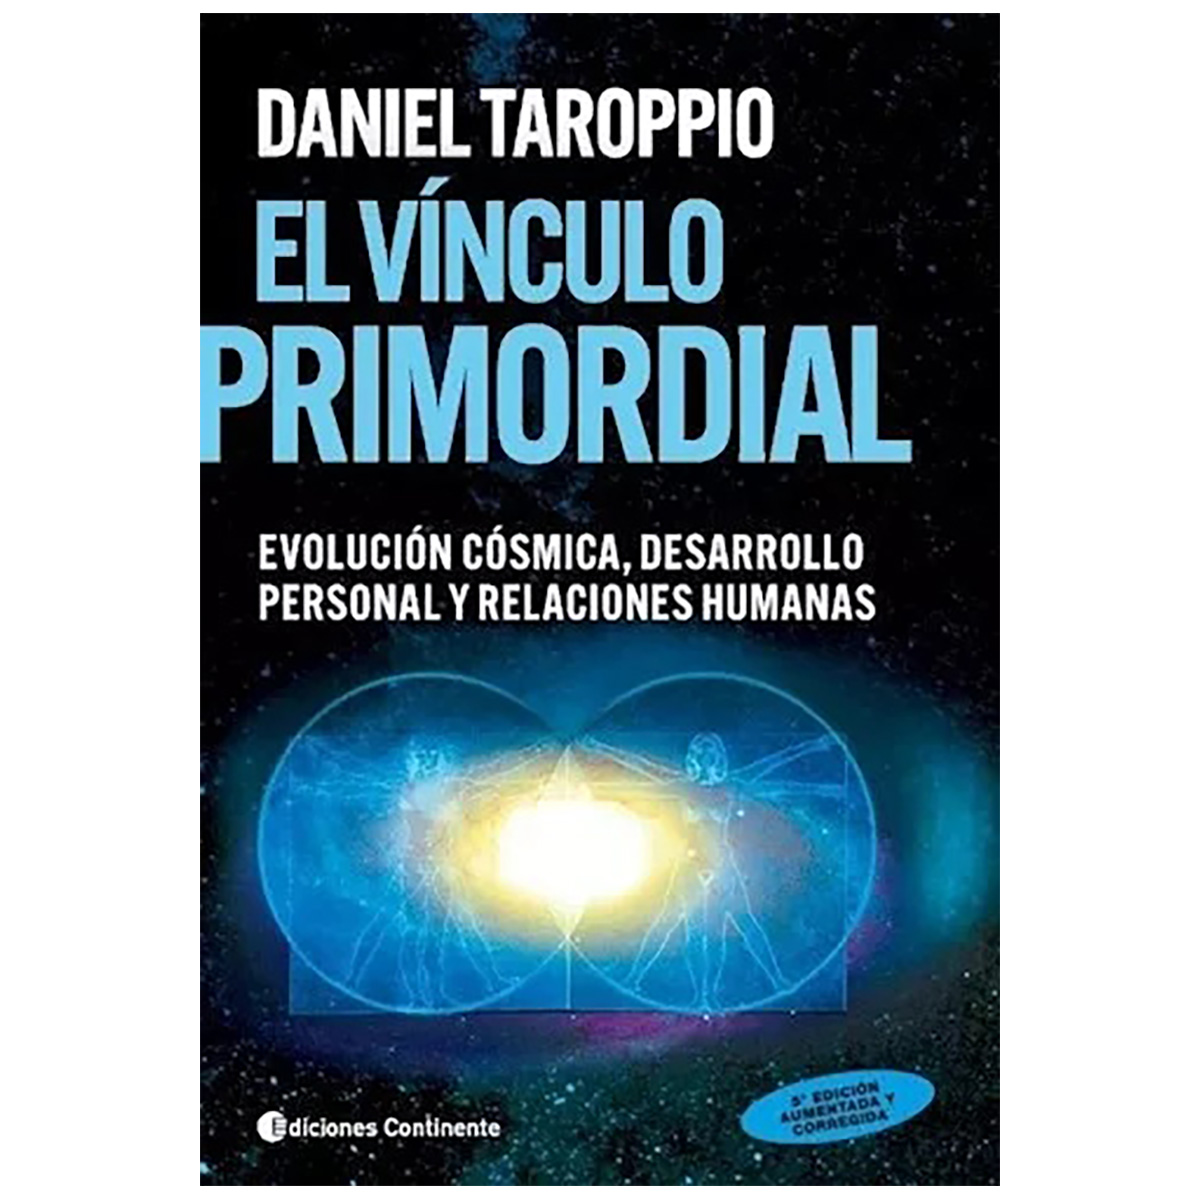 DANIEL TAROPPIO
EL VÍNCULO
PRIMORDIAL
EVOLUCIÓN CÓSMICA, DESARROLLO
PERSONAL Y RELACIONES HUMANAS
Ediciones Continente
5ª EDICIÓN
AUMENTADA Y
CORREGIDA